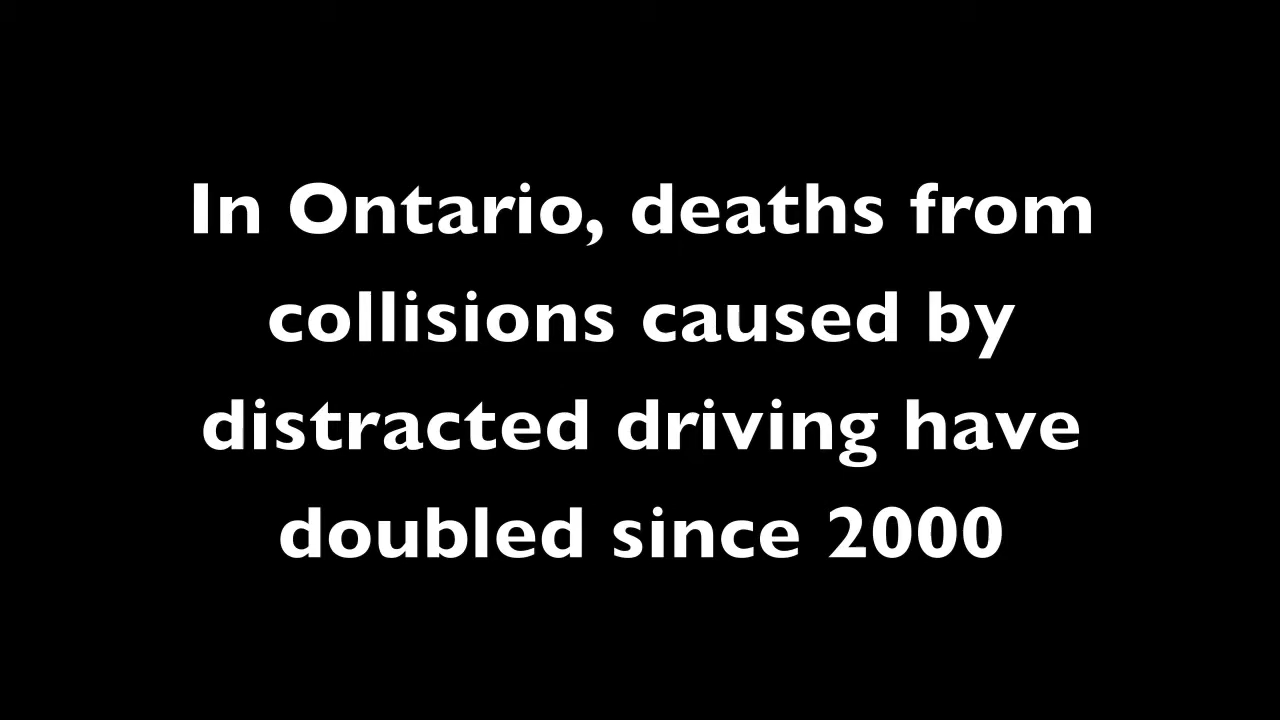 In Ontario, deaths from
collisions caused by
distracted driving have
doubled since 2000